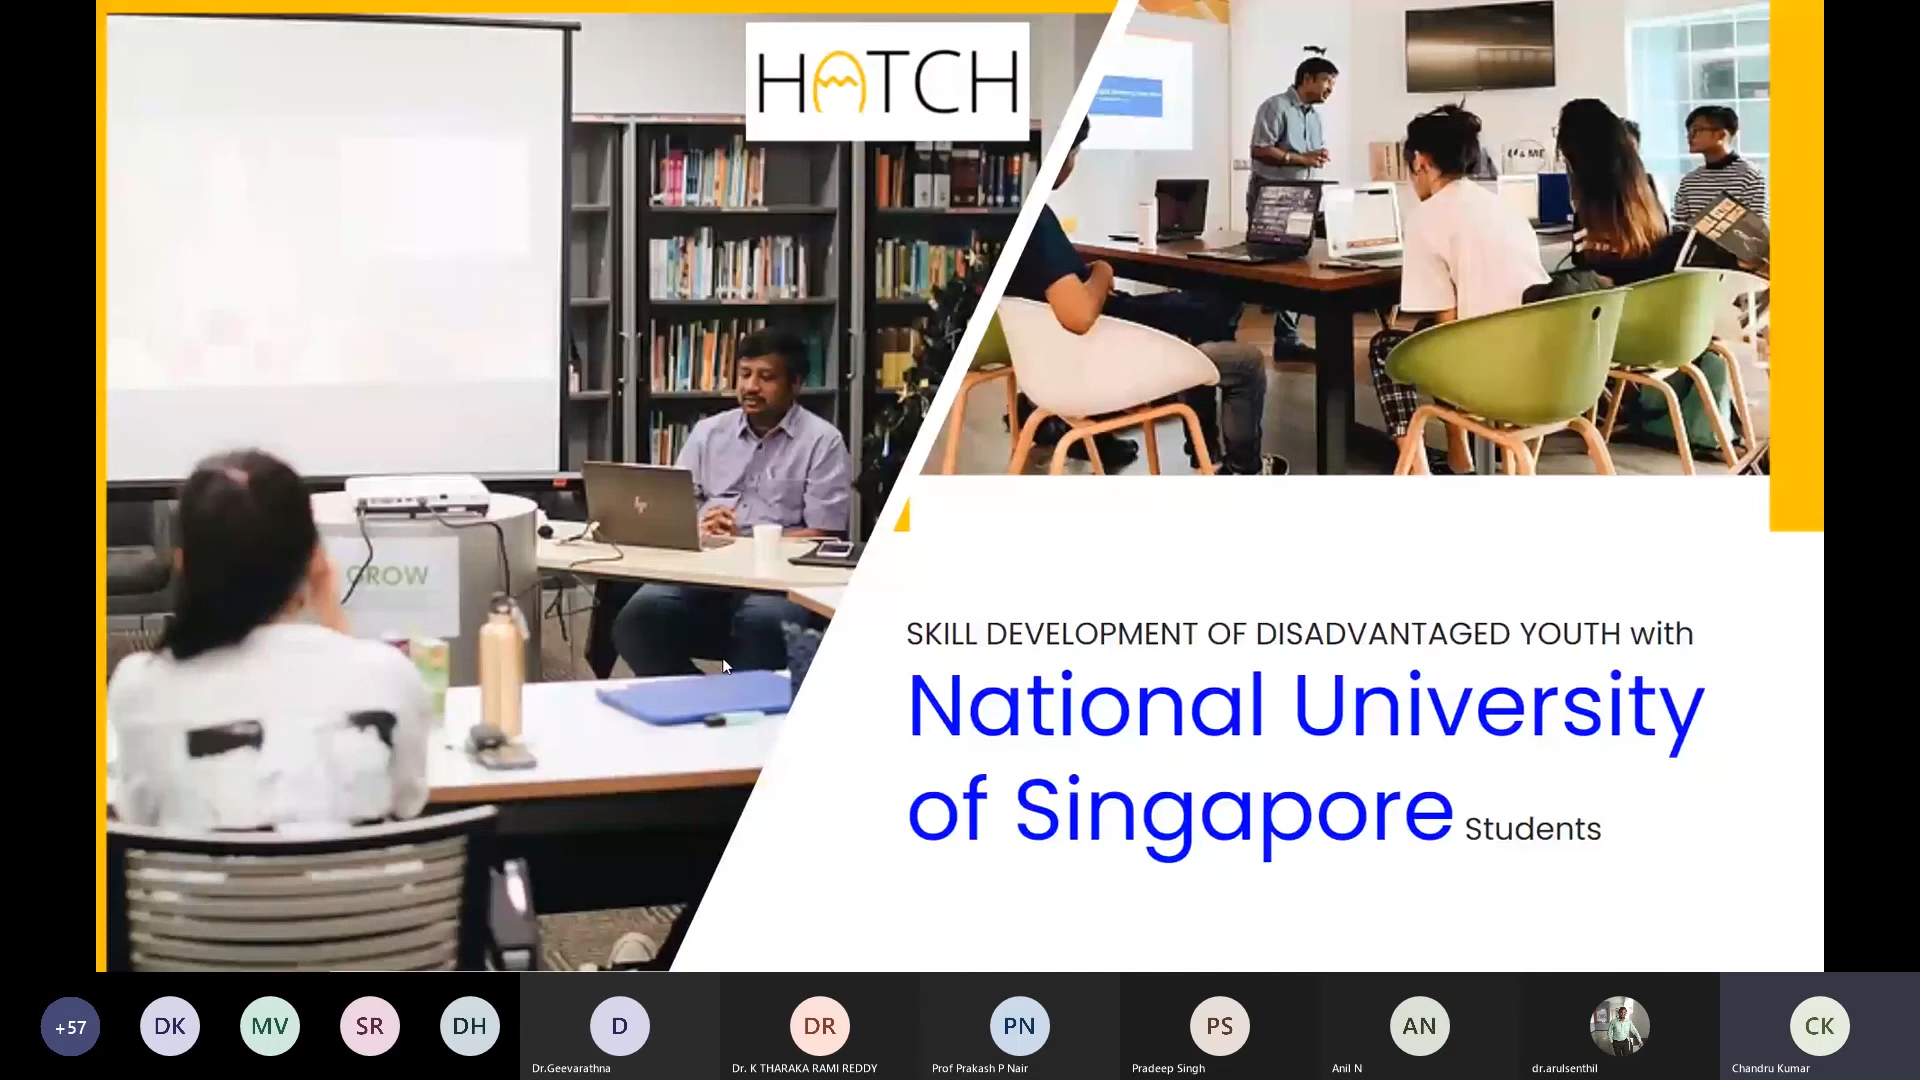 HATCH
GROW
SKILL DEVELOPMENT OF DISADVANTAGED YOUTH with
National University
of Singapore Students
+57
DK
MV
SR
DH
D
DR
PN
PS
AN
CK
Dr.Geevarathna
Dr. K THARAKA RAMI REDDY
Prof Prakash P Nair
Pradeep Singh
Anil N
dr.arulsenthil
Chandru Kumar